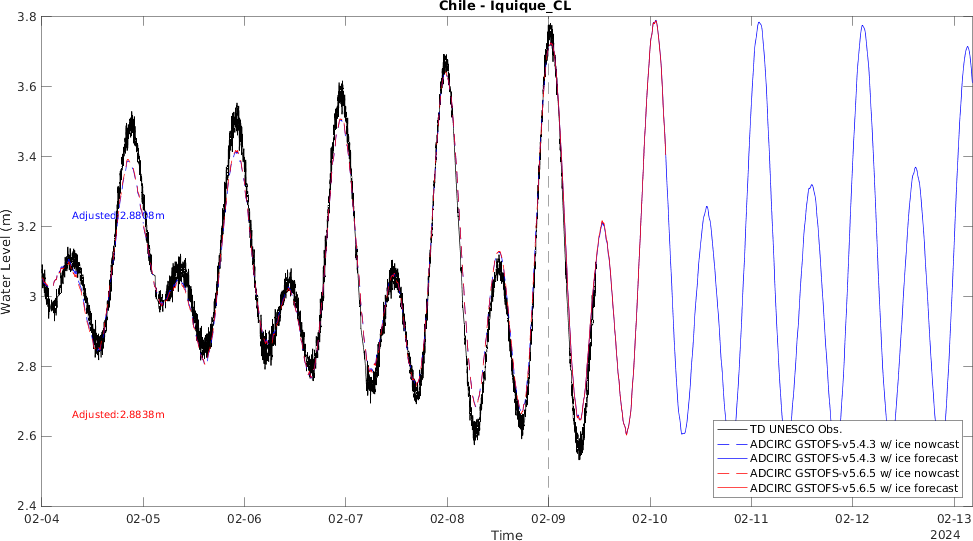 Chile - Iquique_CL
3.8
3.6
3.4
3.2
3
2.8
2.6
2.4
Water Level (m)
Adjusted:2.8808m
Adjusted:2.8838m
TD UNESCO Obs.
ADCIRC GSTOFS-v5.4.3 w/ ice nowcast
ADCIRC GSTOFS-v5.4.3 w/ ice forecast
ADCIRC GSTOFS-v5.6.5 w/ ice nowcast
ADCIRC GSTOFS-v5.6.5 w/ ice forecast
02-04 02-05 02-06 02-07 02-08 02-09 02-10 02-11 02-12 02-13
Time
2024